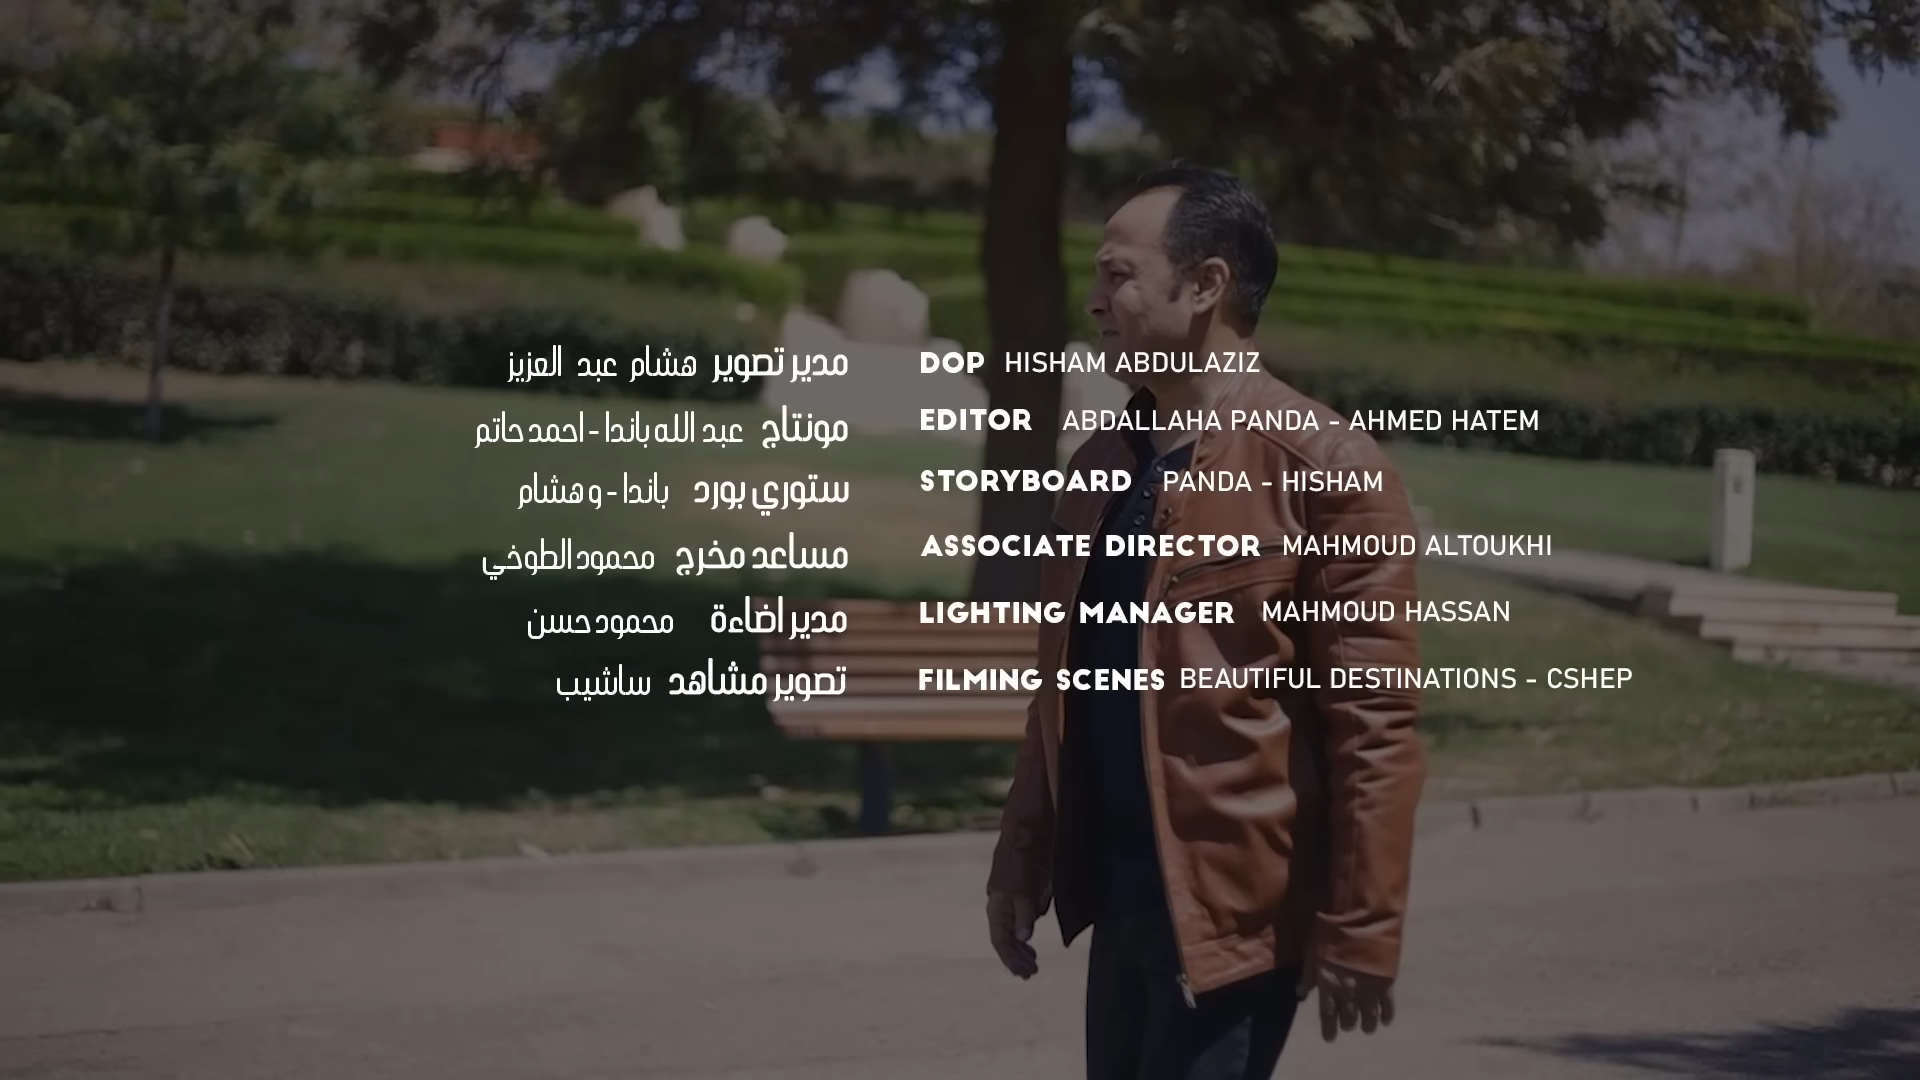 مدير تصوير هشام عبد العزيز
DOP HISHAM ABDULAZIZ
مونتاج عبد الله باندا - احمد حاتم
EDITOR ABDALLAHA PANDA - AHMED HATEM
ستوري بورد باندا - و هشام
STORYBOARD PANDA - HISHAM
مساعد مخرج محمود الطوخي
ASSOCIATE DIRECTOR MAHMOUD ALTOUKHI
مدير اضاءة محمود حسن
LIGHTING MANAGER MAHMOUD HASSAN
تصوير مشاهد ساشيب
FILMING SCENES BEAUTIFUL DESTINATIONS - CSHEP